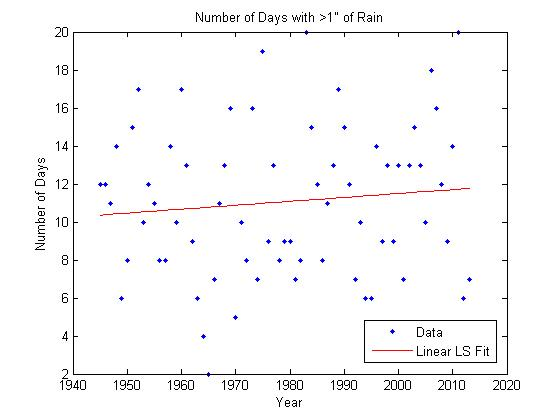 Number of Days with >1" of Rain
20
18
16
14
12
10
8
6
4
2
Number of Days
1940 1950 1960 1970 1980 1990 2000 2010 2020
Year
Data
Linear LS Fit